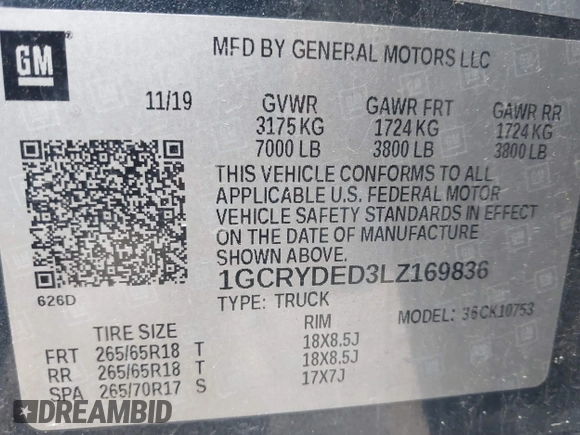 GM
MFD BY GENERAL MOTORS LLC
11/19 GVWR GAWR FRT GAWR RR
3175 KG 1724 KG 1724 KG
7000 LB 3800 LB 3800 LB
THIS VEHICLE CONFORMS TO ALL
APPLICABLE U.S. FEDERAL MOTOR
VEHICLE SAFETY STANDARDS IN EFFECT
ON THE DATE OF MANUFACTURE
SHOWN ABOVE.
1GCRYDED3LZ169836
626D
TYPE: TRUCK MODEL: 36CK10753
TIRE SIZE RIM
FRT 265/65R18 T 18X8.5J
RR 265/65R18 T 18X8.5J
SPA 265/70R17 S 17X7J
DREAMBID